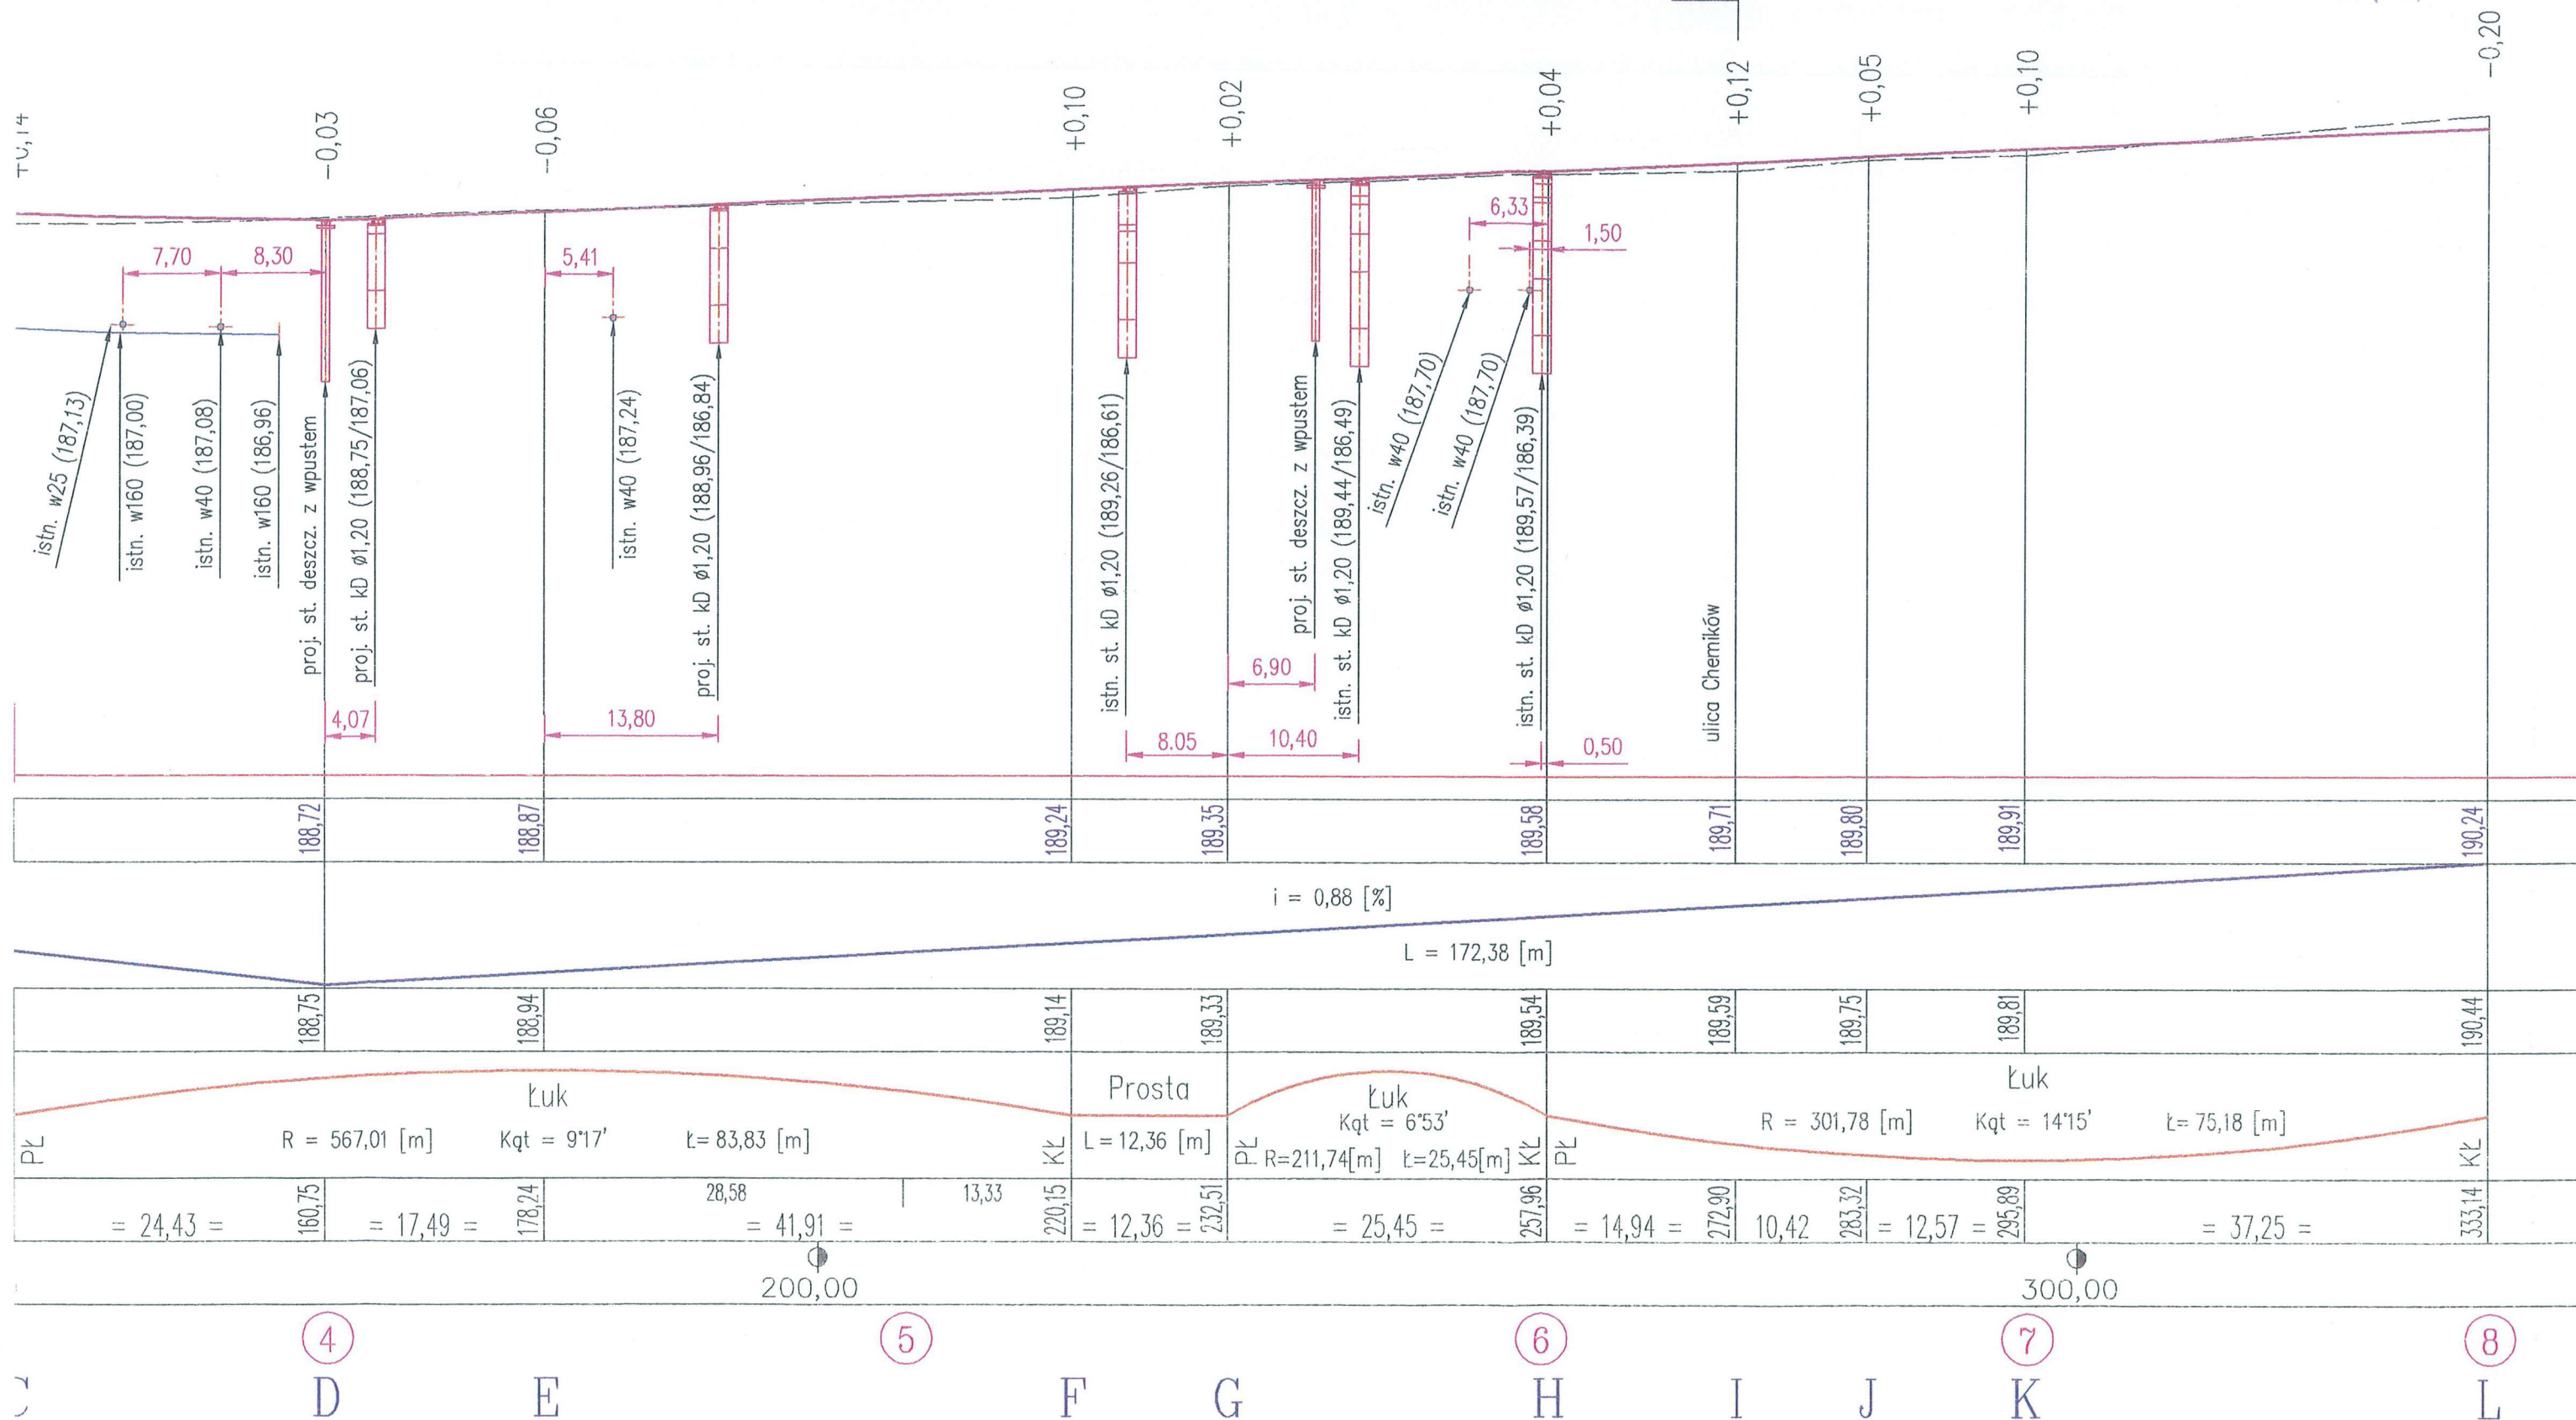 -0,03
-0,06
+0,10
+0,02
+0,04
+0,12
+0,05
+0,10
-0,20
7,70
8,30
5,41
6,33
1,50
istn. w25 (187,13)
istn. w160 (187,00)
istn. w40 (187,08)
istn. w160 (186,96)
proj. st. deszcz. z wpustem
proj. st. kD ø1,20 (188,75/187,06)
istn. w40 (187,24)
proj. st. kD ø1,20 (188,96/186,84)
istn. st. kD ø1,20 (189,26/186,61)
proj. st. deszcz. z wpustem
istn. st. kD ø1,20 (189,44/186,49)
istn. w40 (187,70)
istn. w40 (187,70)
istn. st. kD ø1,20 (189,57/186,39)
ulica Chemików
4,07
13,80
8.05
6,90
10,40
0,50
188,72
188,87
189,24
189,35
189,58
189,71
189,80
189,91
190,24
i = 0,88 [%]
L = 172,38 [m]
188,75
188,94
189,14
189,33
189,54
189,59
189,75
189,81
190,44
PŁ
Łuk
R = 567,01 [m] Kąt = 9°17' Ł= 83,83 [m]
KŁ
Prosta
L=12,36 [m]
PŁ
Łuk
Kąt = 6°53'
R=211,74[m] Ł=25,45[m]
KŁ
PŁ
Łuk
R = 301,78 [m] Kąt = 14°15' Ł=75,18 [m]
KŁ
28,58 13,33
= 24,43 = 160,75 = 17,49 = 178,24 = 41,91 = 220,15 = 12,36 = 232,51 = 25,45 = 257,96 = 14,94 = 272,90 10,42 283,32 = 12,57 = 295,89 = 37,25 = 333,14
200,00 300,00
4 5 6 7 8
D E F G H I J K L